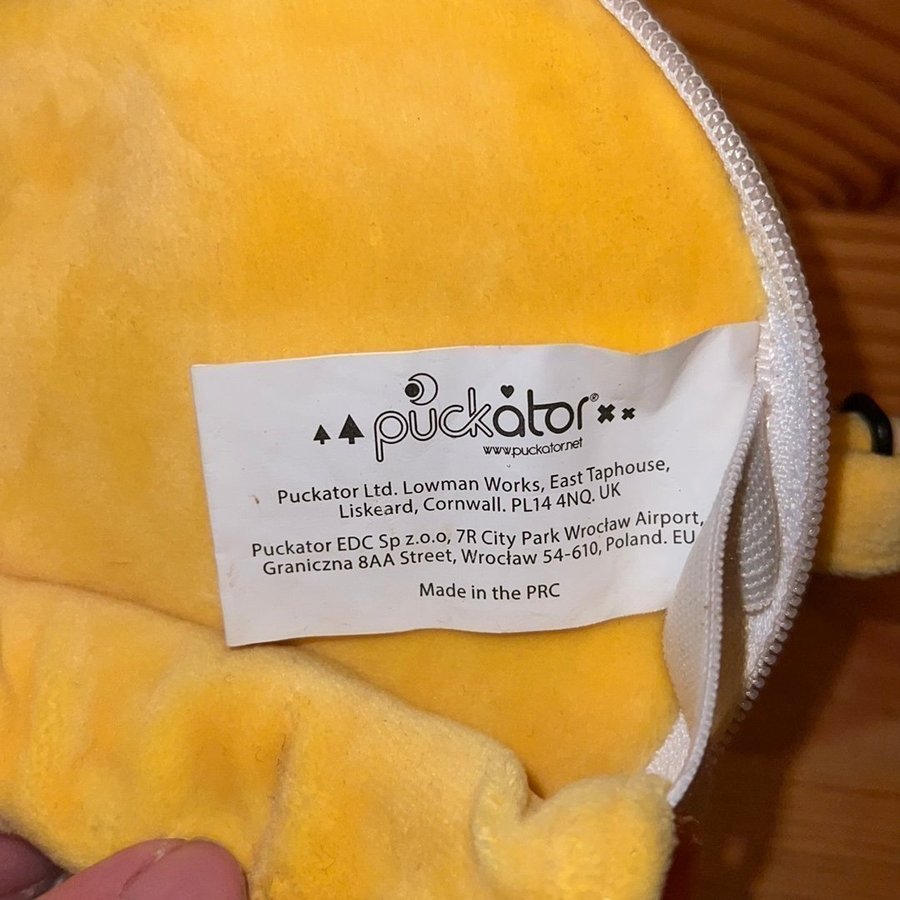 puckator®
www.puckator.net
Puckator Ltd. Lowman Works, East Taphouse,
Liskeard, Cornwall. PL14 4NQ. UK
Puckator EDC Sp z.o.o, 7R City Park Wrocław Airport,
Graniczna 8AA Street, Wrocław 54-610, Poland. EU
Made in the PRC